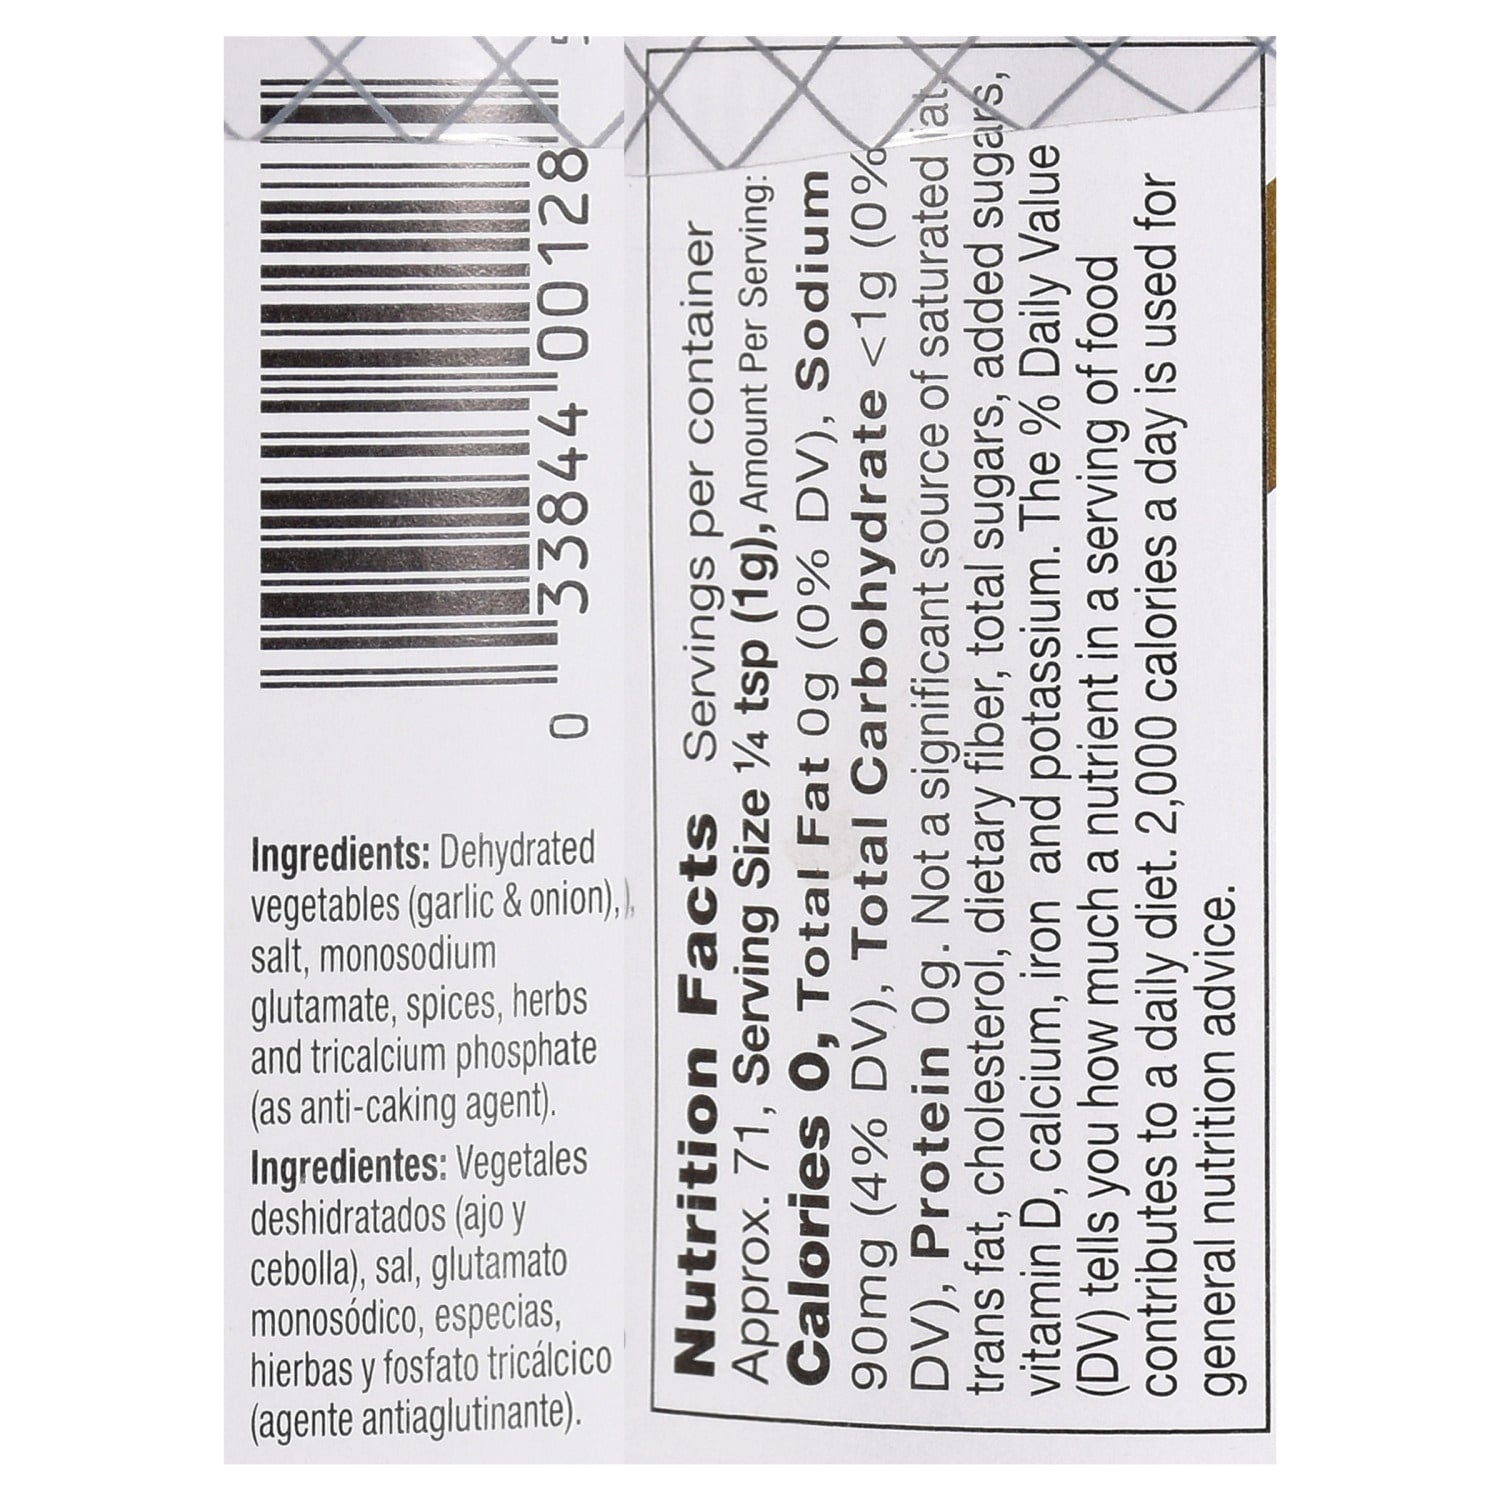 0 33844 00128
Ingredients: Dehydrated
vegetables (garlic & onion),
salt, monosodium
glutamate, spices, herbs
and tricalcium phosphate
(as anti-caking agent).
Ingredientes: Vegetales
deshidratados (ajo y
cebolla), sal, glutamato
monosódico, especias,
hierbas y fosfato tricálcico
(agente antiaglutinante).
Nutrition Facts Servings per container
Approx. 71, Serving Size ¼ tsp (1g), Amount Per Serving:
Calories 0, Total Fat 0g (0% DV), Sodium
90mg (4% DV), Total Carbohydrate <1g (0%
DV), Protein 0g. Not a significant source of saturated fat,
trans fat, cholesterol, dietary fiber, total sugars, added sugars,
vitamin D, calcium, iron and potassium. The % Daily Value
(DV) tells you how much a nutrient in a serving of food
contributes to a daily diet. 2,000 calories a day is used for
general nutrition advice.